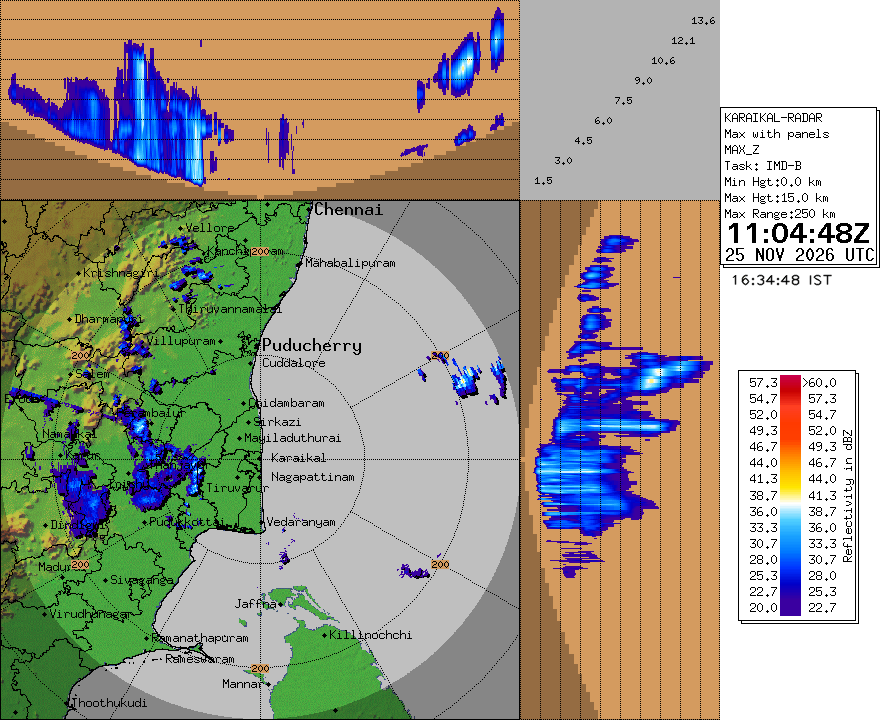 13.6
12.1
10.6
9.0
7.5
6.0
4.5
3.0
1.5
KARAIKAL-RADAR
Max with panels
MAX_Z
Task: IMD-B
Min Hgt:0.0 km
Max Hgt:15.0 km
Max Range:250 km
11:04:48Z
25 NOV 2026 UTC
16:34:48 IST
Chennai
Vellore
200
Mahabalipuram
Krishnagiri
Thiruvannamalai
Dharmapuri
Villupuram
Puducherry
200
200
Cuddalore
Salem
Chidambaram
Perambalur
Sirkazi
Namakkal
Mayiladuthurai
Karur
Karaikal
Nagapattinam
Tiruvarur
Pudukkottai
Vedaranyam
Madurai
200
200
Sivaganga
Jaffna
Virudhunagar
Killinochchi
Ramanathapuram
Rameswaram
200
Mannar
Thoothukudi
57.3 >60.0
54.7 57.3
52.0 54.7
49.3 52.0
46.7 49.3
44.0 46.7
41.3 44.0
38.7 41.3
36.0 38.7
33.3 36.0
30.7 33.3
28.0 30.7
25.3 28.0
22.7 25.3
20.0 22.7
Reflectivity in dBZ